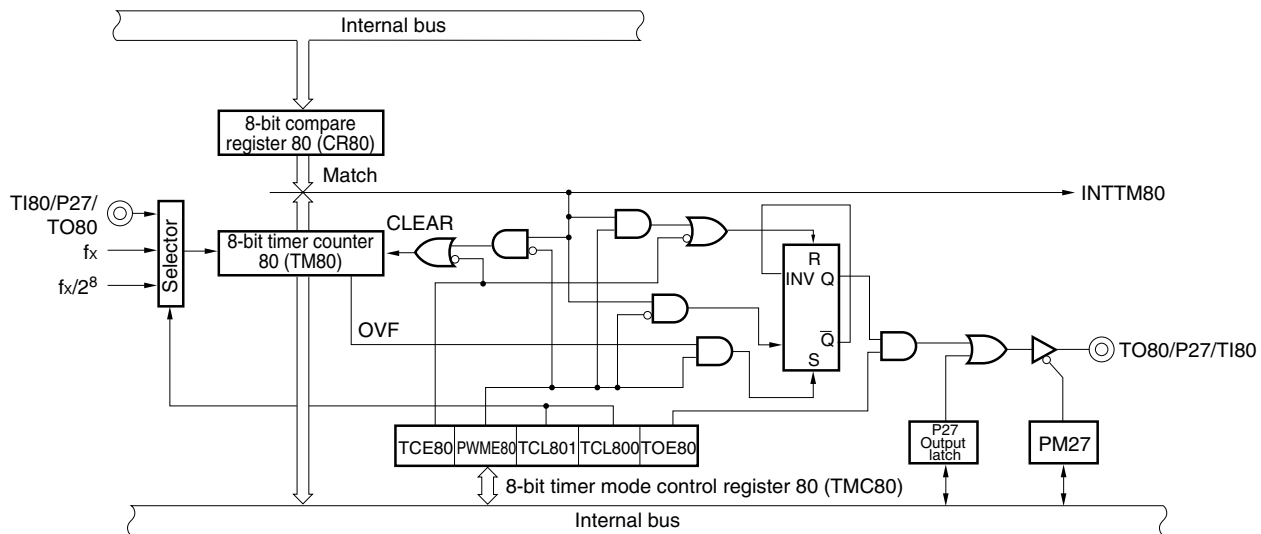 Internal bus
8-bit compare
register 80 (CR80)
Match
INTTM80
TI80/P27/
TO80
fX
fX/2⁸
Selector
8-bit timer counter
80 (TM80)
CLEAR
OVF
R
INV Q
Q̅
S
TO80/P27/TI80
TCE80 PWME80 TCL801 TCL800 TOE80
P27
Output
latch
PM27
8-bit timer mode control register 80 (TMC80)
Internal bus